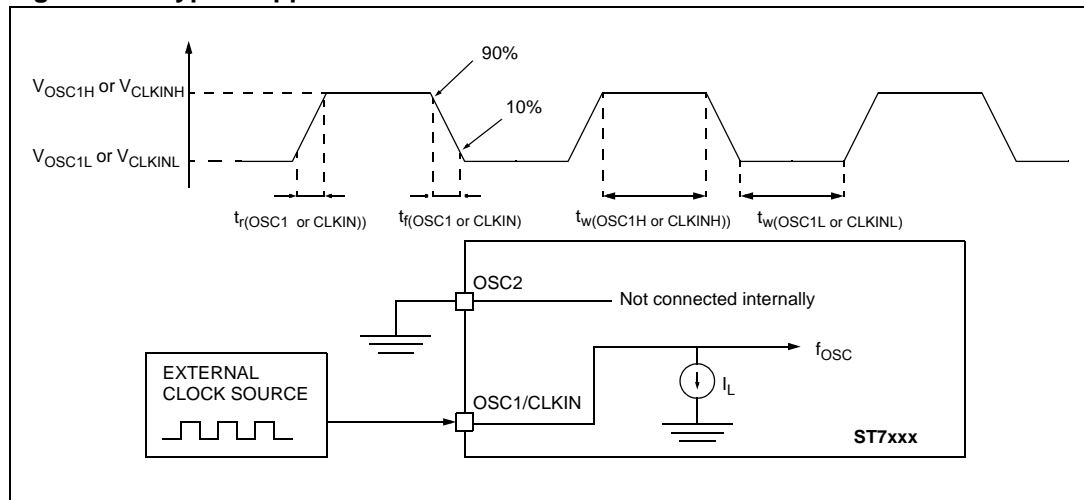 90%
VOSC1H or VCLKINH
10%
VOSC1L or VCLKINL
tr(OSC1 or CLKIN))
tf(OSC1 or CLKIN)
tw(OSC1H or CLKINH))
tw(OSC1L or CLKINL)
OSC2
Not connected internally
fOSC
EXTERNAL
CLOCK SOURCE
IL
OSC1/CLKIN
ST7xxx